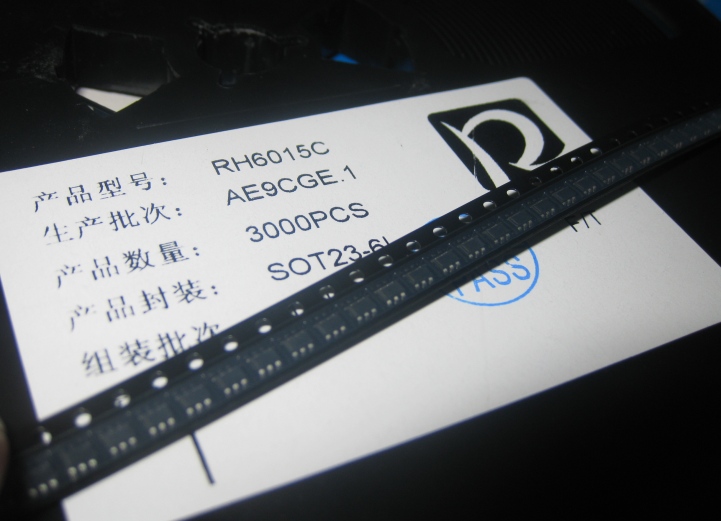 产品型号: RH6015C
生产批次: AE9CGE.1
产品数量: 3000PCS
产品封装: SOT23-6
组装批次
PASS